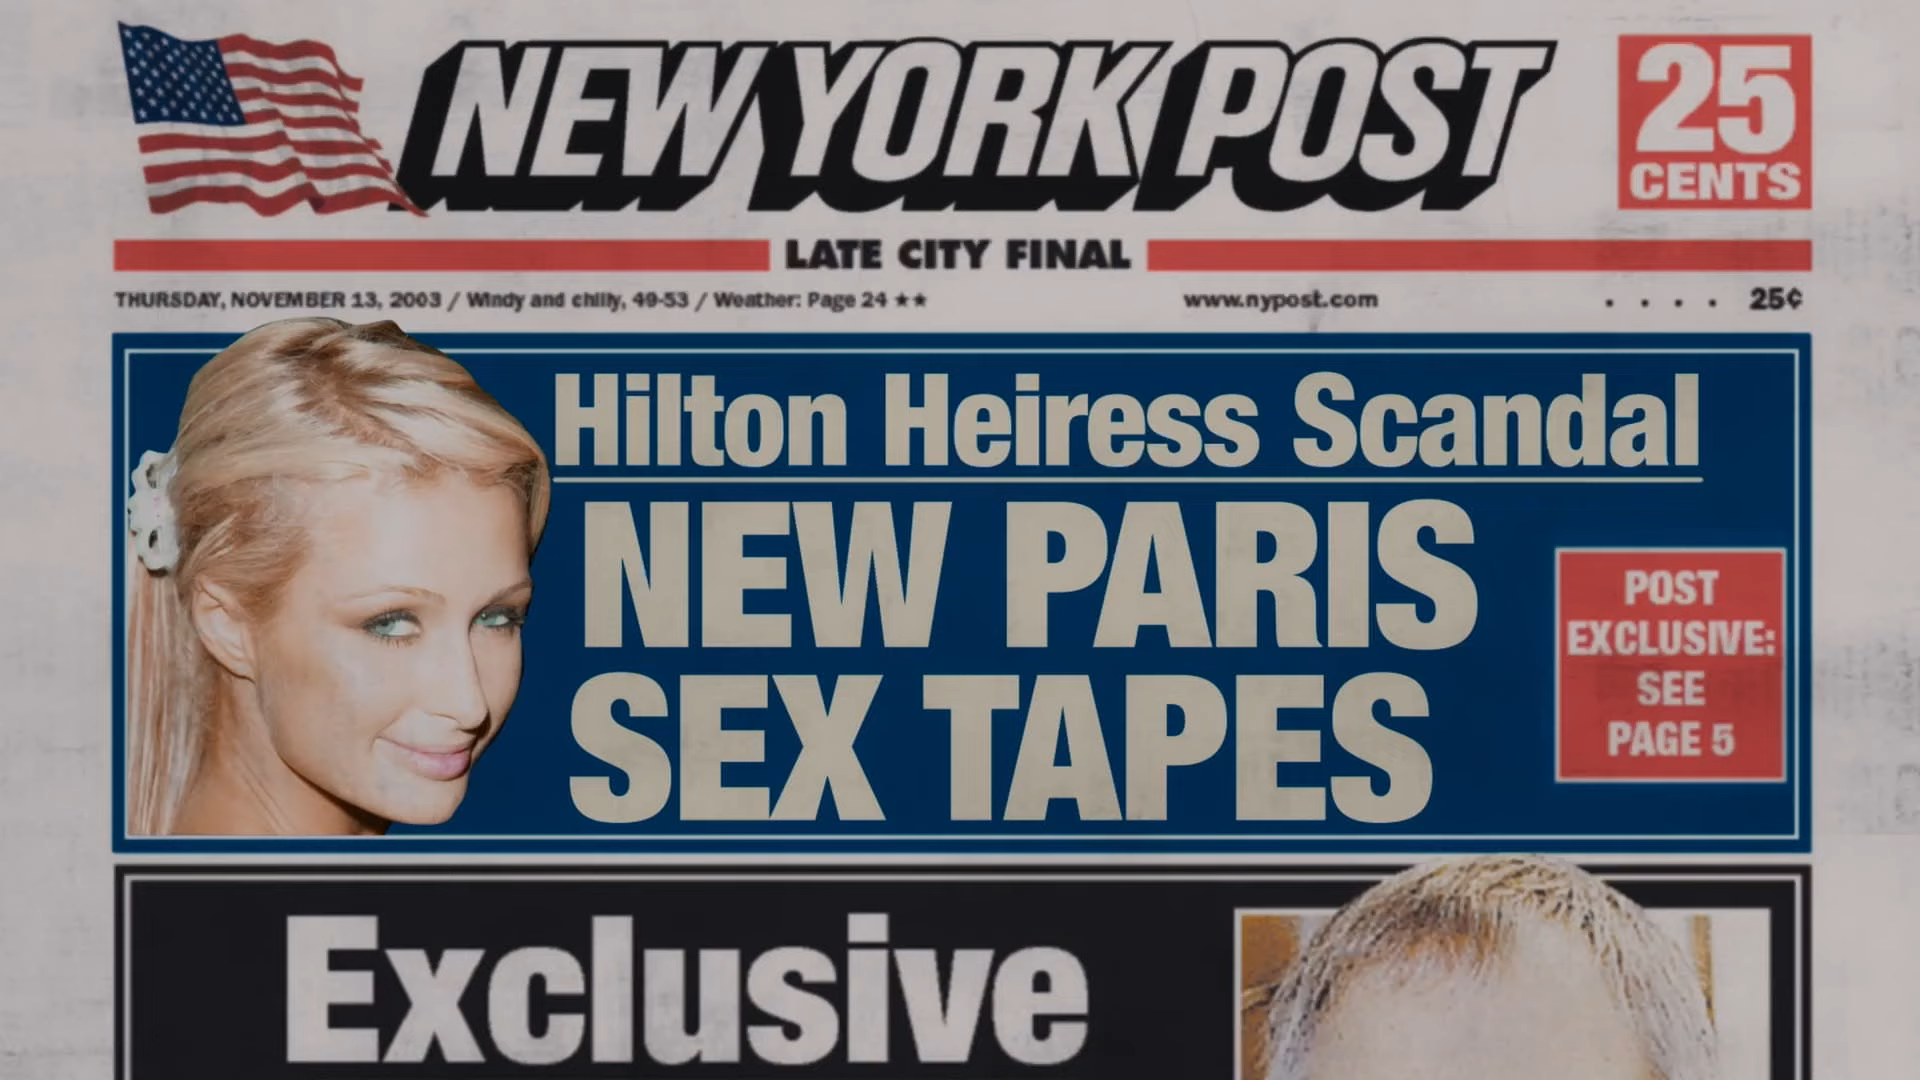 NEW YORK POST
25
CENTS
LATE CITY FINAL
THURSDAY, NOVEMBER 13, 2003 / Windy and chilly, 49-53 / Weather: Page 24 ★★
www.nypost.com
. . . . 25¢
Hilton Heiress Scandal
NEW PARIS
SEX TAPES
POST
EXCLUSIVE:
SEE
PAGE 5
Exclusive